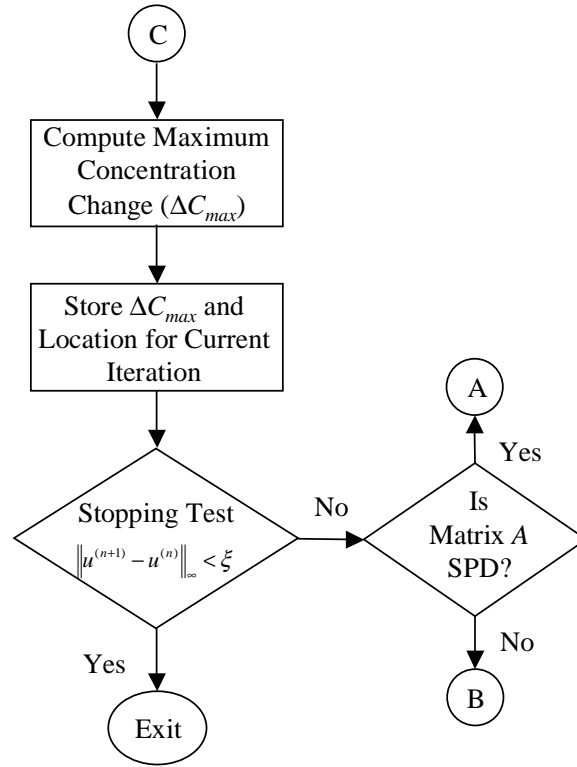 C
Compute Maximum
Concentration
Change (ΔC_max)
Store ΔC_max and
Location for Current
Iteration
A
Yes
Stopping Test
‖u^(n+1) − u^(n)‖_∞ < ξ
No
Is
Matrix A
SPD?
Yes
No
Exit
B